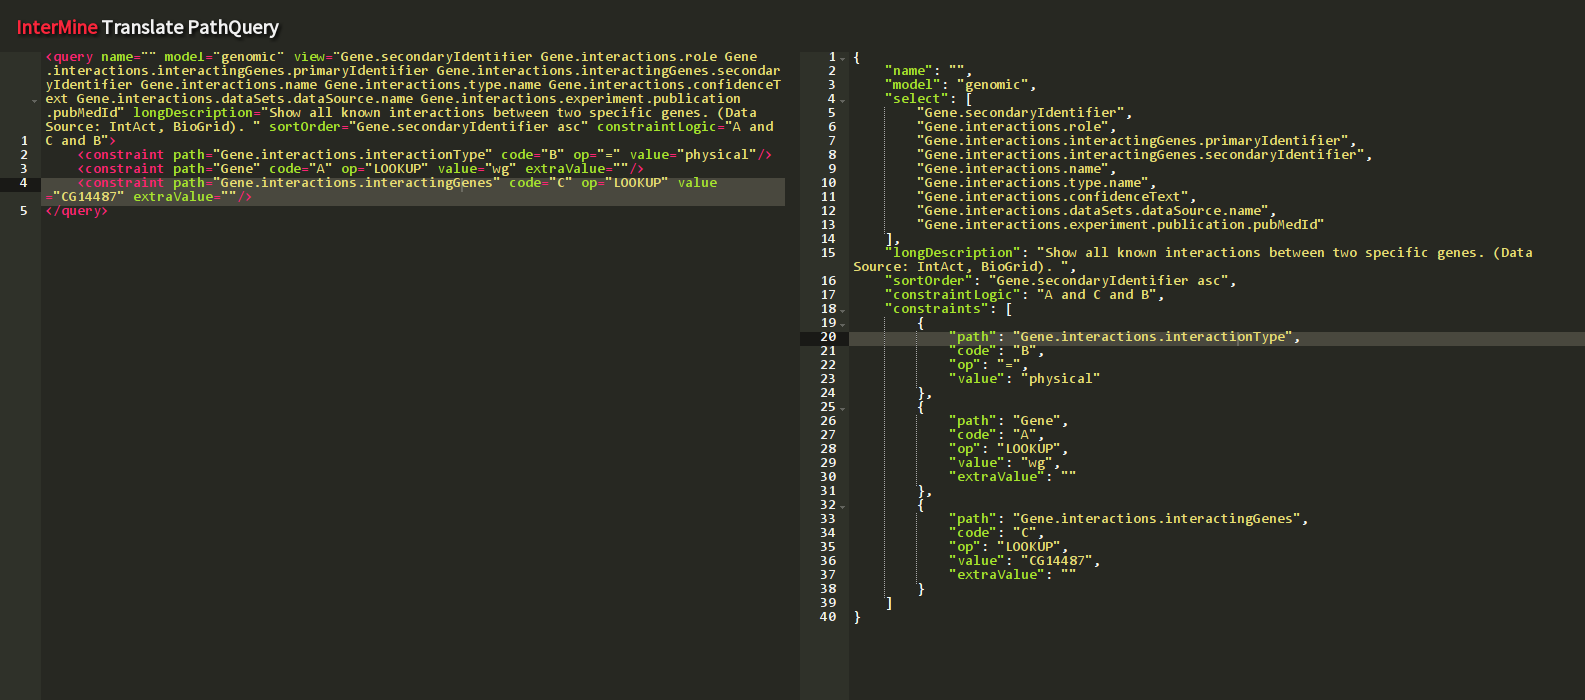 InterMine Translate PathQuery
<query name="" model="genomic" view="Gene.secondaryIdentifier Gene.interactions.role Gene
.interactions.interactingGenes.primaryIdentifier Gene.interactions.interactingGenes.secondar
yIdentifier Gene.interactions.name Gene.interactions.type.name Gene.interactions.confidenceT
ext Gene.interactions.dataSets.dataSource.name Gene.interactions.experiment.publication
.pubMedId" longDescription="Show all known interactions between two specific genes. (Data
Source: IntAct, BioGrid). " sortOrder="Gene.secondaryIdentifier asc" constraintLogic="A and
1 C and B">
2 <constraint path="Gene.interactions.interactionType" code="B" op="=" value="physical"/>
3 <constraint path="Gene" code="A" op="LOOKUP" value="wg" extraValue=""/>
4 <constraint path="Gene.interactions.interactingGenes" code="C" op="LOOKUP" value
="CG14487" extraValue=""/>
5 </query>
1 {
2 "name": "",
3 "model": "genomic",
4 "select": [
5 "Gene.secondaryIdentifier",
6 "Gene.interactions.role",
7 "Gene.interactions.interactingGenes.primaryIdentifier",
8 "Gene.interactions.interactingGenes.secondaryIdentifier",
9 "Gene.interactions.name",
10 "Gene.interactions.type.name",
11 "Gene.interactions.confidenceText",
12 "Gene.interactions.dataSets.dataSource.name",
13 "Gene.interactions.experiment.publication.pubMedId"
14 ],
15 "longDescription": "Show all known interactions between two specific genes. (Data
Source: IntAct, BioGrid). ",
16 "sortOrder": "Gene.secondaryIdentifier asc",
17 "constraintLogic": "A and C and B",
18 "constraints": [
19 {
20 "path": "Gene.interactions.interactionType",
21 "code": "B",
22 "op": "=",
23 "value": "physical"
24 },
25 {
26 "path": "Gene",
27 "code": "A",
28 "op": "LOOKUP",
29 "value": "wg",
30 "extraValue": ""
31 },
32 {
33 "path": "Gene.interactions.interactingGenes",
34 "code": "C",
35 "op": "LOOKUP",
36 "value": "CG14487",
37 "extraValue": ""
38 }
39 ]
40 }